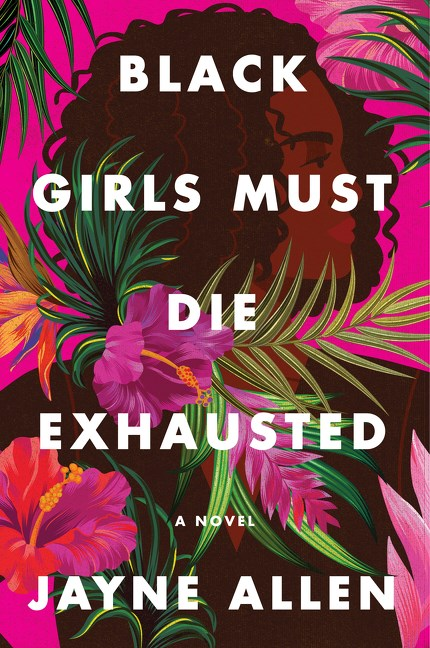 BLACK
GIRLS MUST
DIE
EXHAUSTED
A NOVEL
JAYNE ALLEN